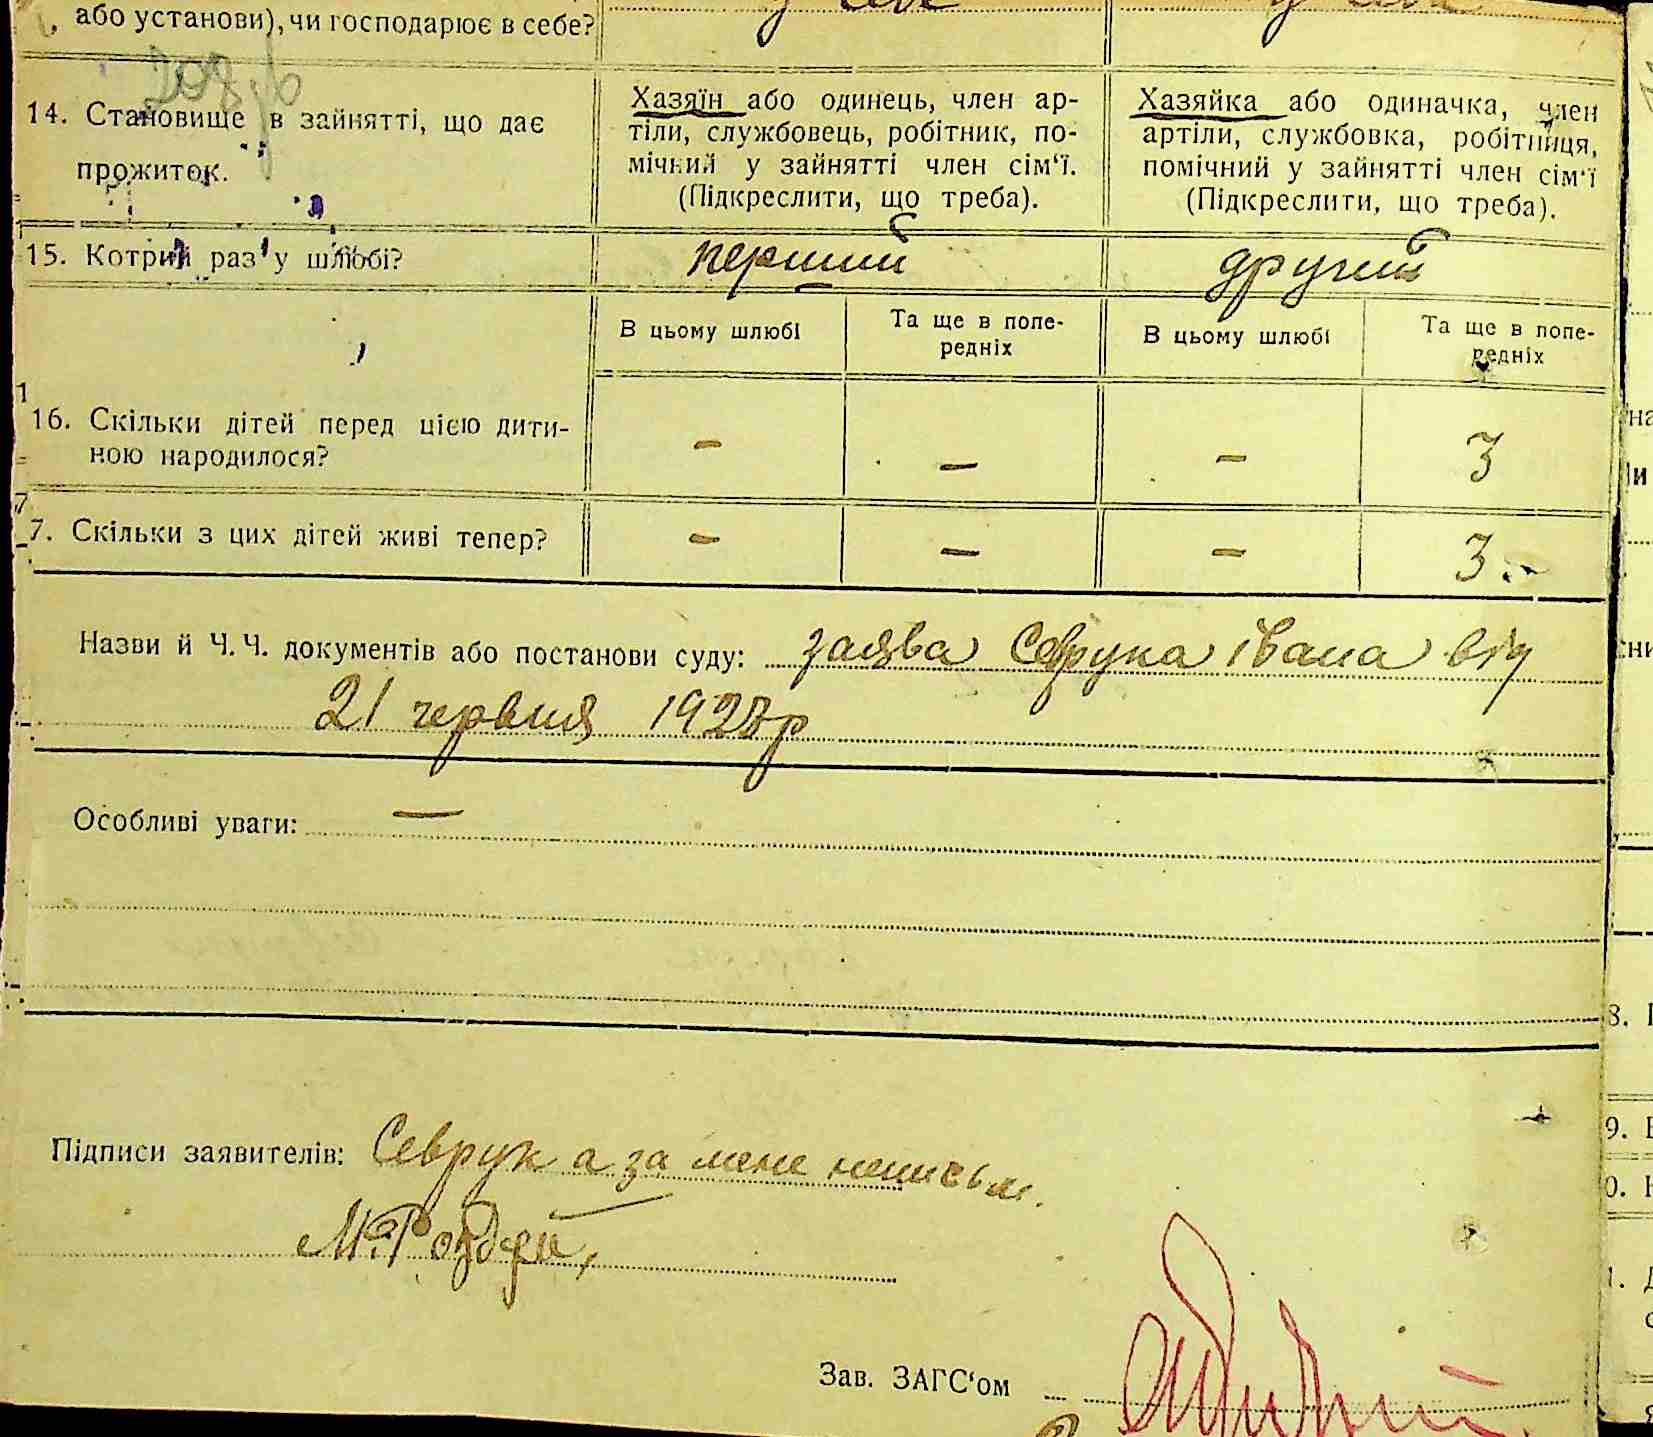 або установи), чи господарює в себе?
у себе
14. Становище в зайнятті, що дає
прожиток.
Хазяїн або одинець, член ар-
тіли, службовець, робітник, по-
мічний у зайнятті член сім'ї.
(Підкреслити, що треба).
Хазяйка або одиначка, член
артіли, службовка, робітниця,
помічний у зайнятті член сім'ї
(Підкреслити, що треба).
15. Котрий раз у шлюбі?
перший
другий
В цьому шлюбі
Та ще в попе-
редніх
В цьому шлюбі
Та ще в попе-
редніх
16. Скільки дітей перед цією дити-
ною народилося?
–
–
–
3
7. Скільки з цих дітей живі тепер?
–
–
–
3
Назви й Ч. Ч. документів або постанови суду: заява Севрука Івана від
21 червня 1928 р
Особливі уваги: —
Підписи заявителів: Севрук а за мене неписьм.
Зав. ЗАГС'ом